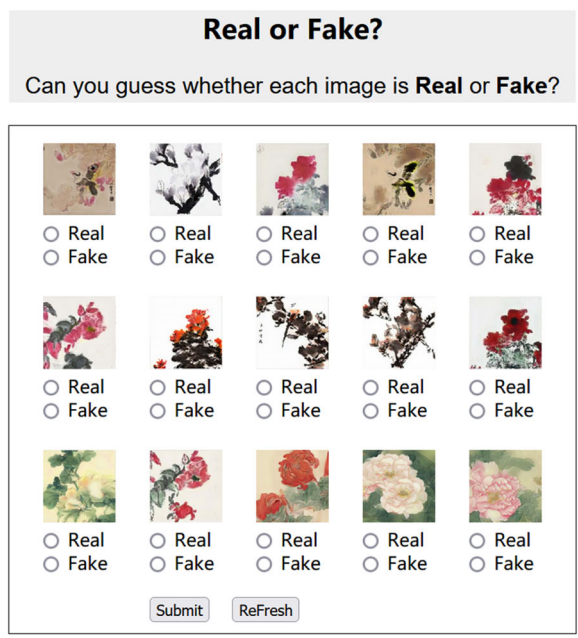 Real or Fake?
Can you guess whether each image is Real or Fake?
Real Real Real Real Real
Fake Fake Fake Fake Fake
Real Real Real Real Real
Fake Fake Fake Fake Fake
Real Real Real Real Real
Fake Fake Fake Fake Fake
Submit ReFresh